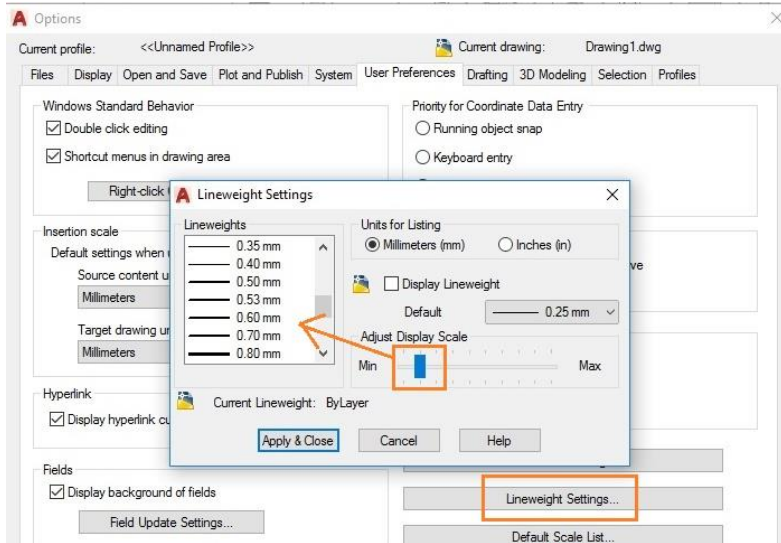 Options
Current profile: <<Unnamed Profile>> Current drawing: Drawing1.dwg
Files Display Open and Save Plot and Publish System User Preferences Drafting 3D Modeling Selection Profiles
Windows Standard Behavior
Double click editing
Shortcut menus in drawing area
Right-click
Priority for Coordinate Data Entry
Running object snap
Keyboard entry
Insertion scale
Default settings when
Source content
Millimeters
Target drawing
Millimeters
Hyperlink
Display hyperlink
Fields
Display background of fields
Field Update Settings...
Lineweight Settings...
Default Scale List...
Lineweight Settings
Lineweights
0.35 mm
0.40 mm
0.50 mm
0.53 mm
0.60 mm
0.70 mm
0.80 mm
Units for Listing
Millimeters (mm) Inches (in)
Display Lineweight
Default 0.25 mm
Adjust Display Scale
Min Max
Current Lineweight: ByLayer
Apply & Close Cancel Help